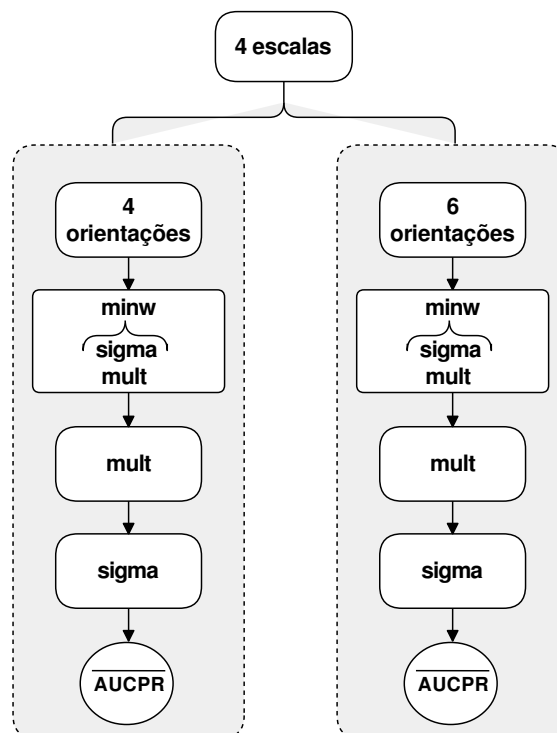 4 escalas
4
orientações
minw
sigma
mult
mult
sigma
AUCPR
6
orientações
minw
sigma
mult
mult
sigma
AUCPR